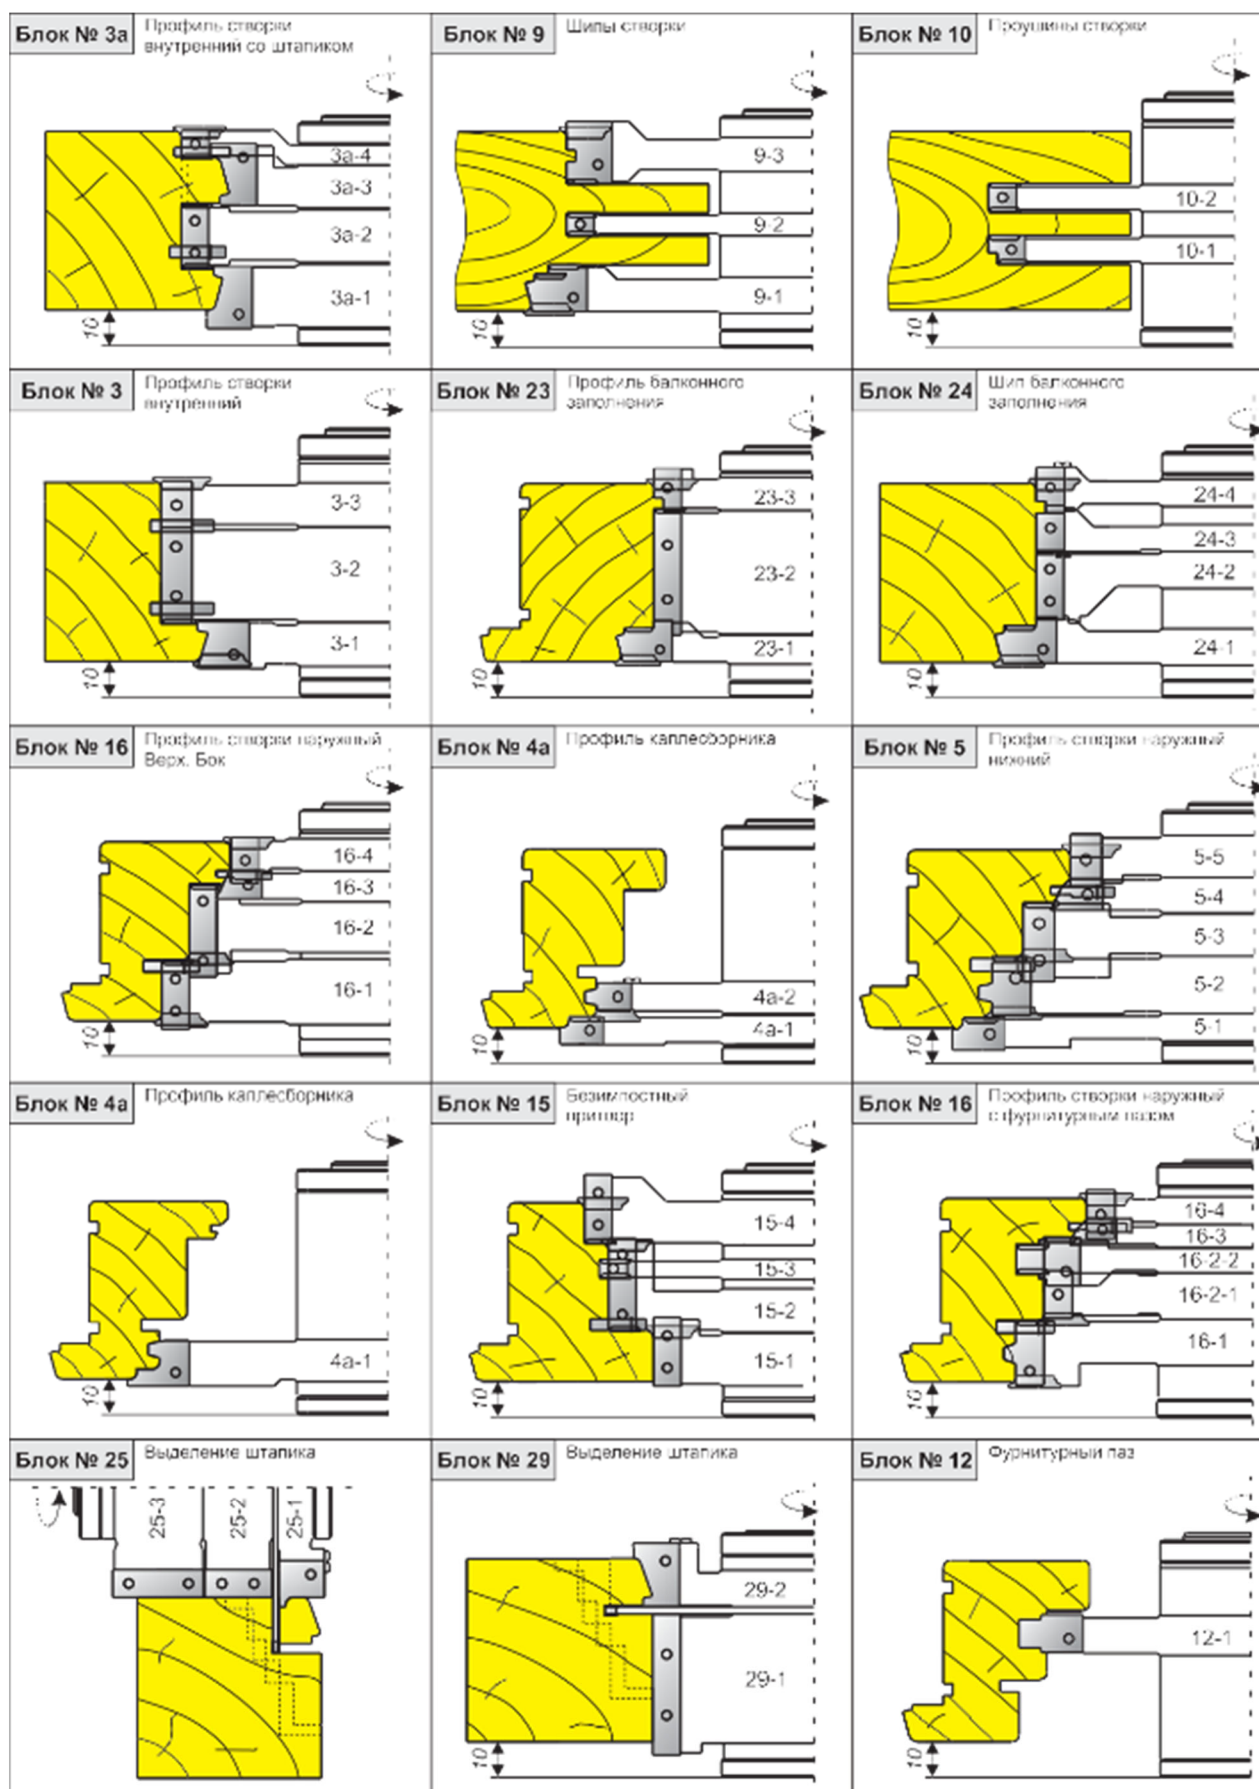 Блок № 3а
Профиль створки
внутренний со штапиком
3а-4
3а-3
3а-2
3а-1
10
Блок № 9
Шипы створки
9-3
9-2
9-1
10
Блок № 10
Проушины створки
10-2
10-1
10
Блок № 3
Профиль створки
внутренний
3-3
3-2
3-1
10
Блок № 23
Профиль балконного
заполнения
23-3
23-2
23-1
10
Блок № 24
Шип балконного
заполнения
24-4
24-3
24-2
24-1
10
Блок № 16
Профиль створки наружный
Верх. Бок
16-4
16-3
16-2
16-1
10
Блок № 4а
Профиль каплесборника
4а-2
4а-1
10
Блок № 5
Профиль створки наружный
нижний
5-5
5-4
5-3
5-2
5-1
10
Блок № 4а
Профиль каплесборника
4а-1
10
Блок № 15
Безимпостный
притвор
15-4
15-3
15-2
15-1
10
Блок № 16
Профиль створки наружный
с фурнитурным пазом
16-4
16-3
16-2-2
16-2-1
16-1
10
Блок № 25
Выделение штапика
25-3
25-2
25-1
Блок № 29
Выделение штапика
29-2
29-1
10
Блок № 12
Фурнитурный паз
12-1
10